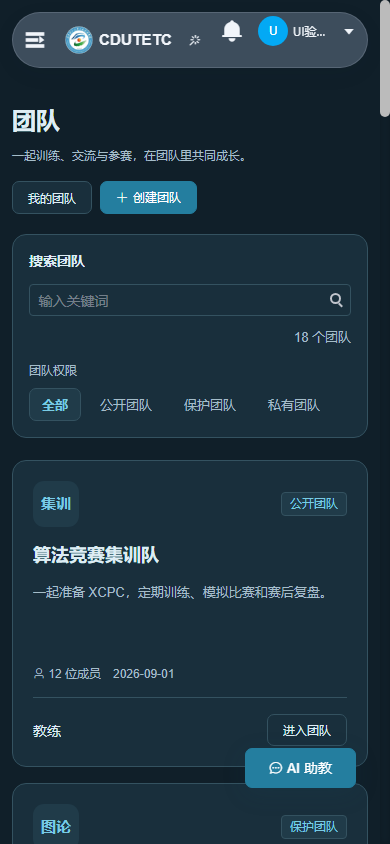 CDUTETC
U
UI验...
团队
一起训练、交流与参赛，在团队里共同成长。
我的团队
+ 创建团队
搜索团队
输入关键词
18 个团队
团队权限
全部 公开团队 保护团队 私有团队
集训 公开团队
算法竞赛集训队
一起准备 XCPC，定期训练、模拟比赛和赛后复盘。
12 位成员 2026-09-01
教练 进入团队
AI 助教
图论 保护团队